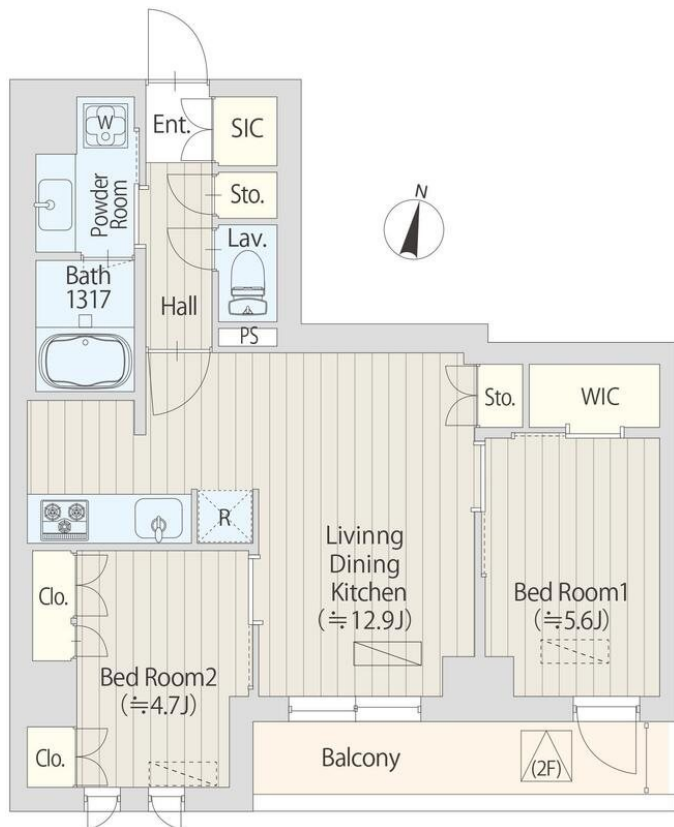 Ent.
SIC
W
Powder
Room
Sto.
N
Lav.
Bath
1317
Hall
PS
Sto.
WIC
R
Livinng
Dining
Kitchen
(≒12.9J)
Bed Room1
(≒5.6J)
Clo.
Bed Room2
(≒4.7J)
Clo.
Balcony
(2F)